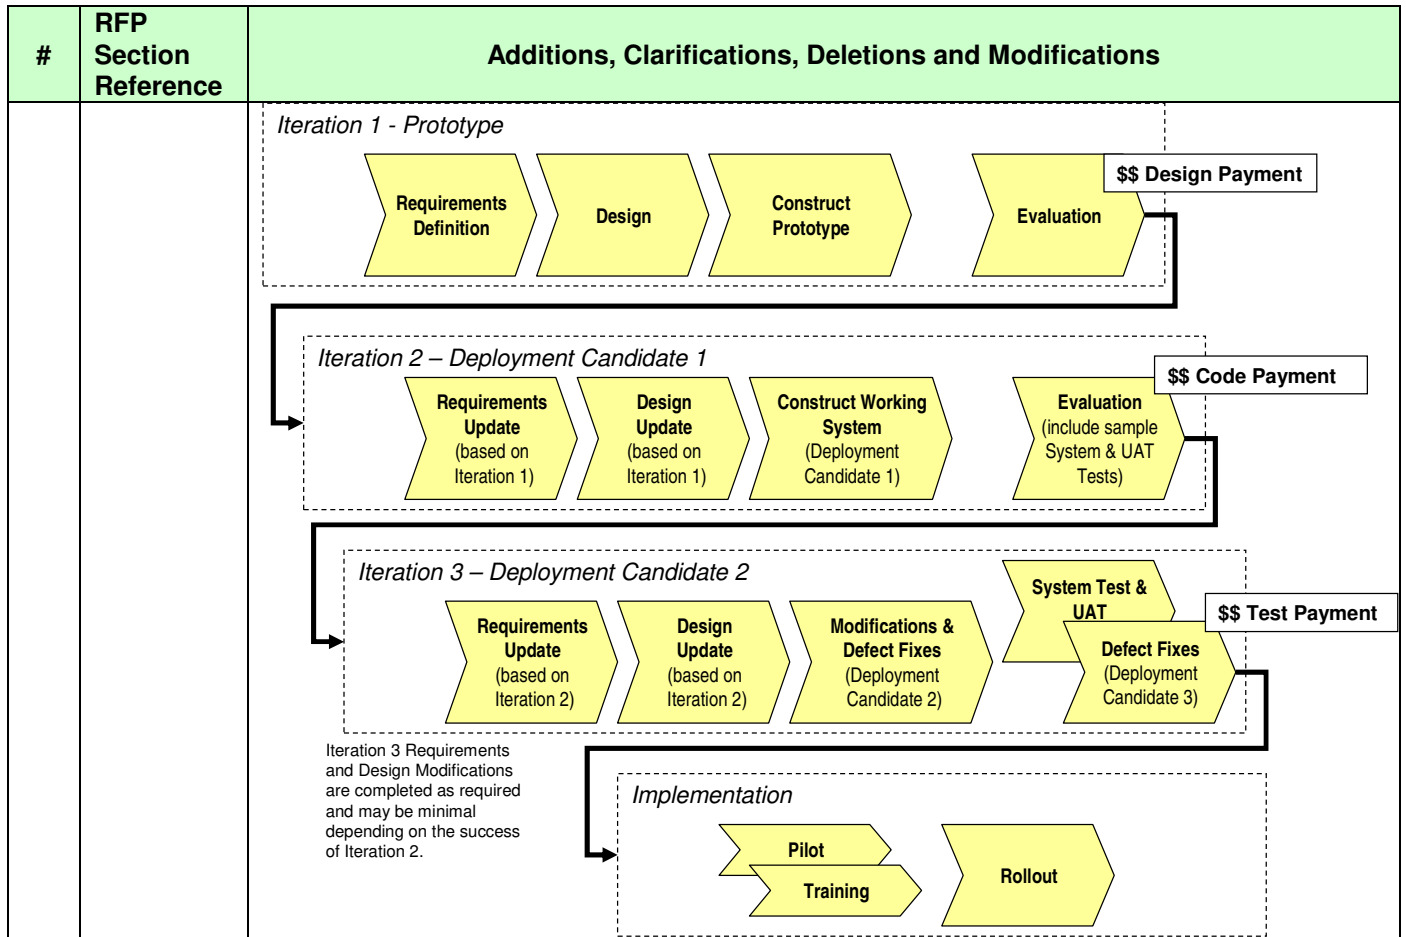 #
RFP
Section
Reference
Additions, Clarifications, Deletions and Modifications
Iteration 1 - Prototype
Requirements
Definition
Design
Construct
Prototype
Evaluation
$$ Design Payment
Iteration 2 – Deployment Candidate 1
Requirements
Update
(based on
Iteration 1)
Design
Update
(based on
Iteration 1)
Construct Working
System
(Deployment
Candidate 1)
Evaluation
(include sample
System & UAT
Tests)
$$ Code Payment
Iteration 3 – Deployment Candidate 2
Requirements
Update
(based on
Iteration 2)
Design
Update
(based on
Iteration 2)
Modifications &
Defect Fixes
(Deployment
Candidate 2)
System Test &
UAT
Defect Fixes
(Deployment
Candidate 3)
$$ Test Payment
Iteration 3 Requirements
and Design Modifications
are completed as required
and may be minimal
depending on the success
of Iteration 2.
Implementation
Pilot
Training
Rollout